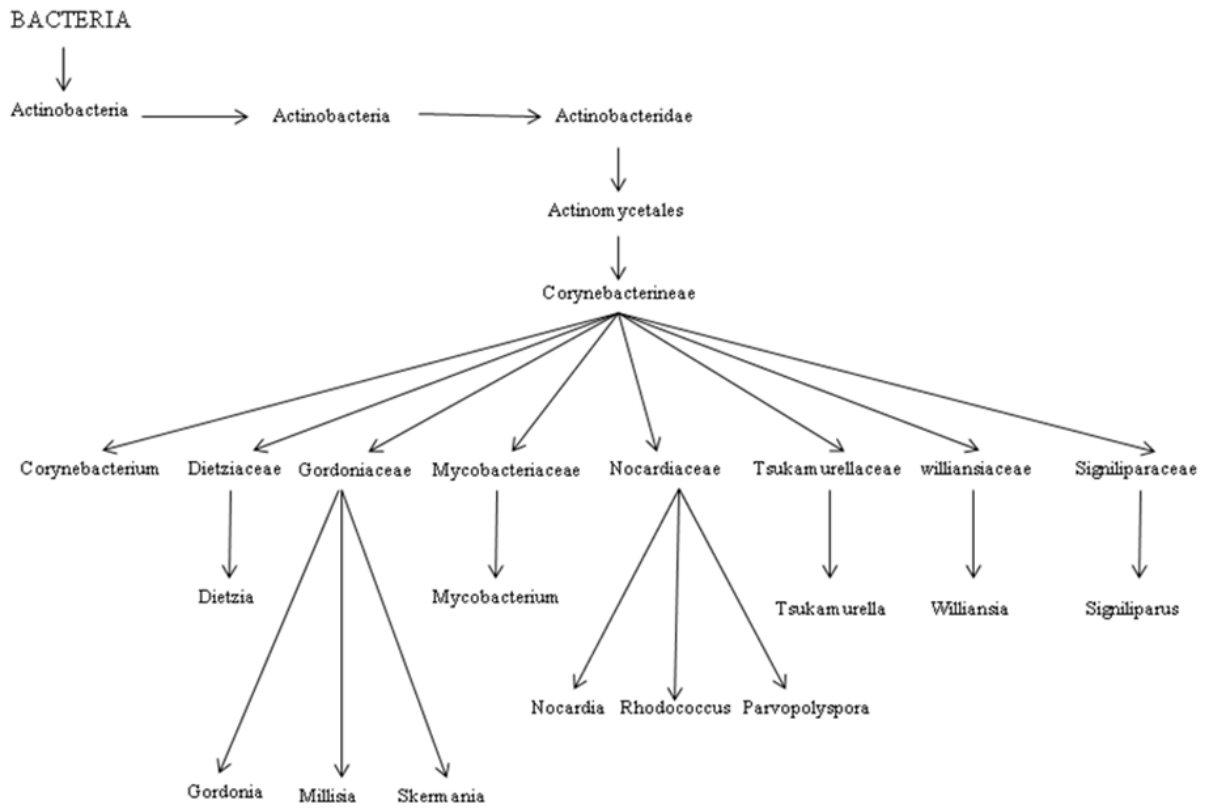 BACTERIA
Actinobacteria Actinobacteria Actinobacteridae
Actinomycetales
Corynebacterineae
Corynebacterium Dietziaceae Gordoniaceae Mycobacteriaceae Nocardiaceae Tsukamurellaceae williansiaceae Signiliparaceae
Dietzia Mycobacterium Tsukamurella Williansia Signiliparus
Nocardia Rhodococcus Parvopolyspora
Gordonia Millisia Skermania